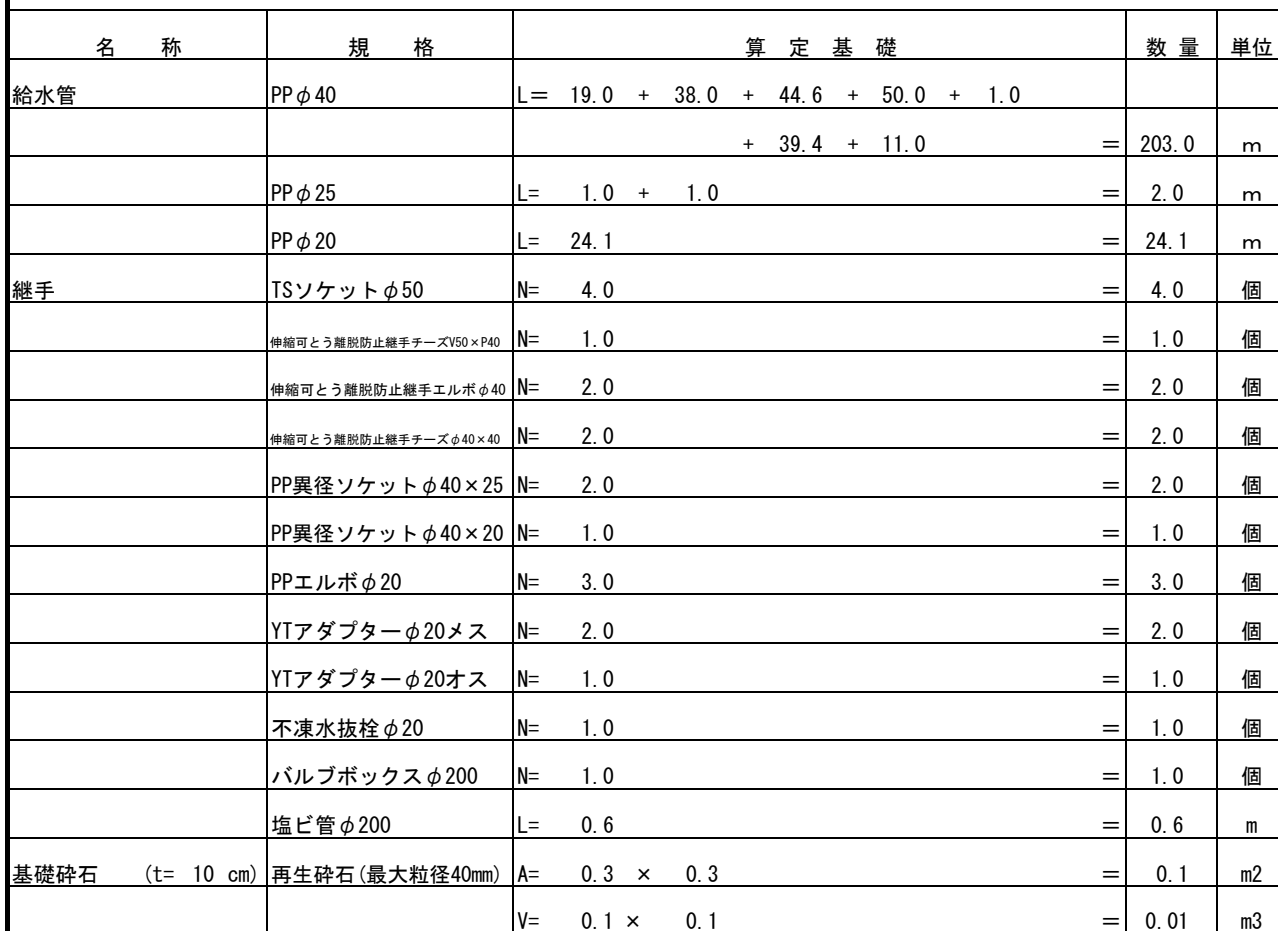 名 称 規 格 算 定 基 礎 数 量 単位
給水管 PPφ40 L＝ 19.0 + 38.0 + 44.6 + 50.0 + 1.0
+ 39.4 + 11.0 ＝ 203.0 ｍ
PPφ25 L= 1.0 + 1.0 ＝ 2.0 ｍ
PPφ20 L= 24.1 ＝ 24.1 ｍ
継手 TSソケットφ50 N= 4.0 ＝ 4.0 個
伸縮可とう離脱防止継手チーズV50×P40 N= 1.0 ＝ 1.0 個
伸縮可とう離脱防止継手エルボφ40 N= 2.0 ＝ 2.0 個
伸縮可とう離脱防止継手チーズφ40×40 N= 2.0 ＝ 2.0 個
PP異径ソケットφ40×25 N= 2.0 ＝ 2.0 個
PP異径ソケットφ40×20 N= 1.0 ＝ 1.0 個
PPエルボφ20 N= 3.0 ＝ 3.0 個
YTアダプターφ20メス N= 2.0 ＝ 2.0 個
YTアダプターφ20オス N= 1.0 ＝ 1.0 個
不凍水抜栓φ20 N= 1.0 ＝ 1.0 個
バルブボックスφ200 N= 1.0 ＝ 1.0 個
塩ビ管φ200 L= 0.6 ＝ 0.6 m
基礎砕石 (t= 10 cm) 再生砕石(最大粒径40㎜) A= 0.3 × 0.3 ＝ 0.1 m2
V= 0.1 × 0.1 ＝ 0.01 m3